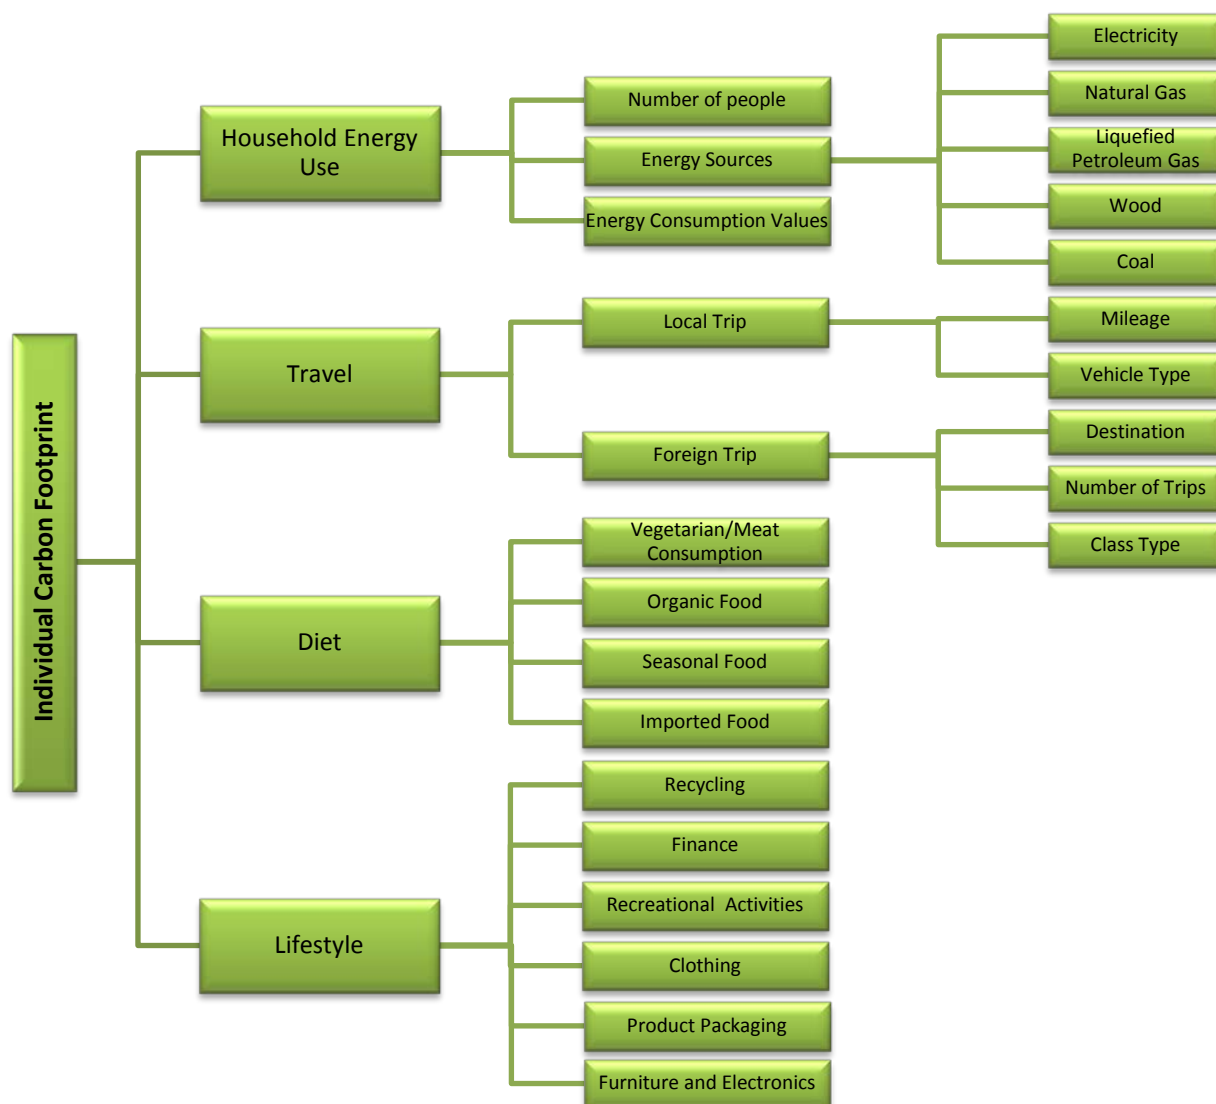 Individual Carbon Footprint
Household Energy
Use
Number of people
Energy Sources
Electricity
Natural Gas
Liquefied
Petroleum Gas
Wood
Coal
Energy Consumption Values
Travel
Local Trip
Mileage
Vehicle Type
Foreign Trip
Destination
Number of Trips
Class Type
Diet
Vegetarian/Meat
Consumption
Organic Food
Seasonal Food
Imported Food
Lifestyle
Recycling
Finance
Recreational Activities
Clothing
Product Packaging
Furniture and Electronics